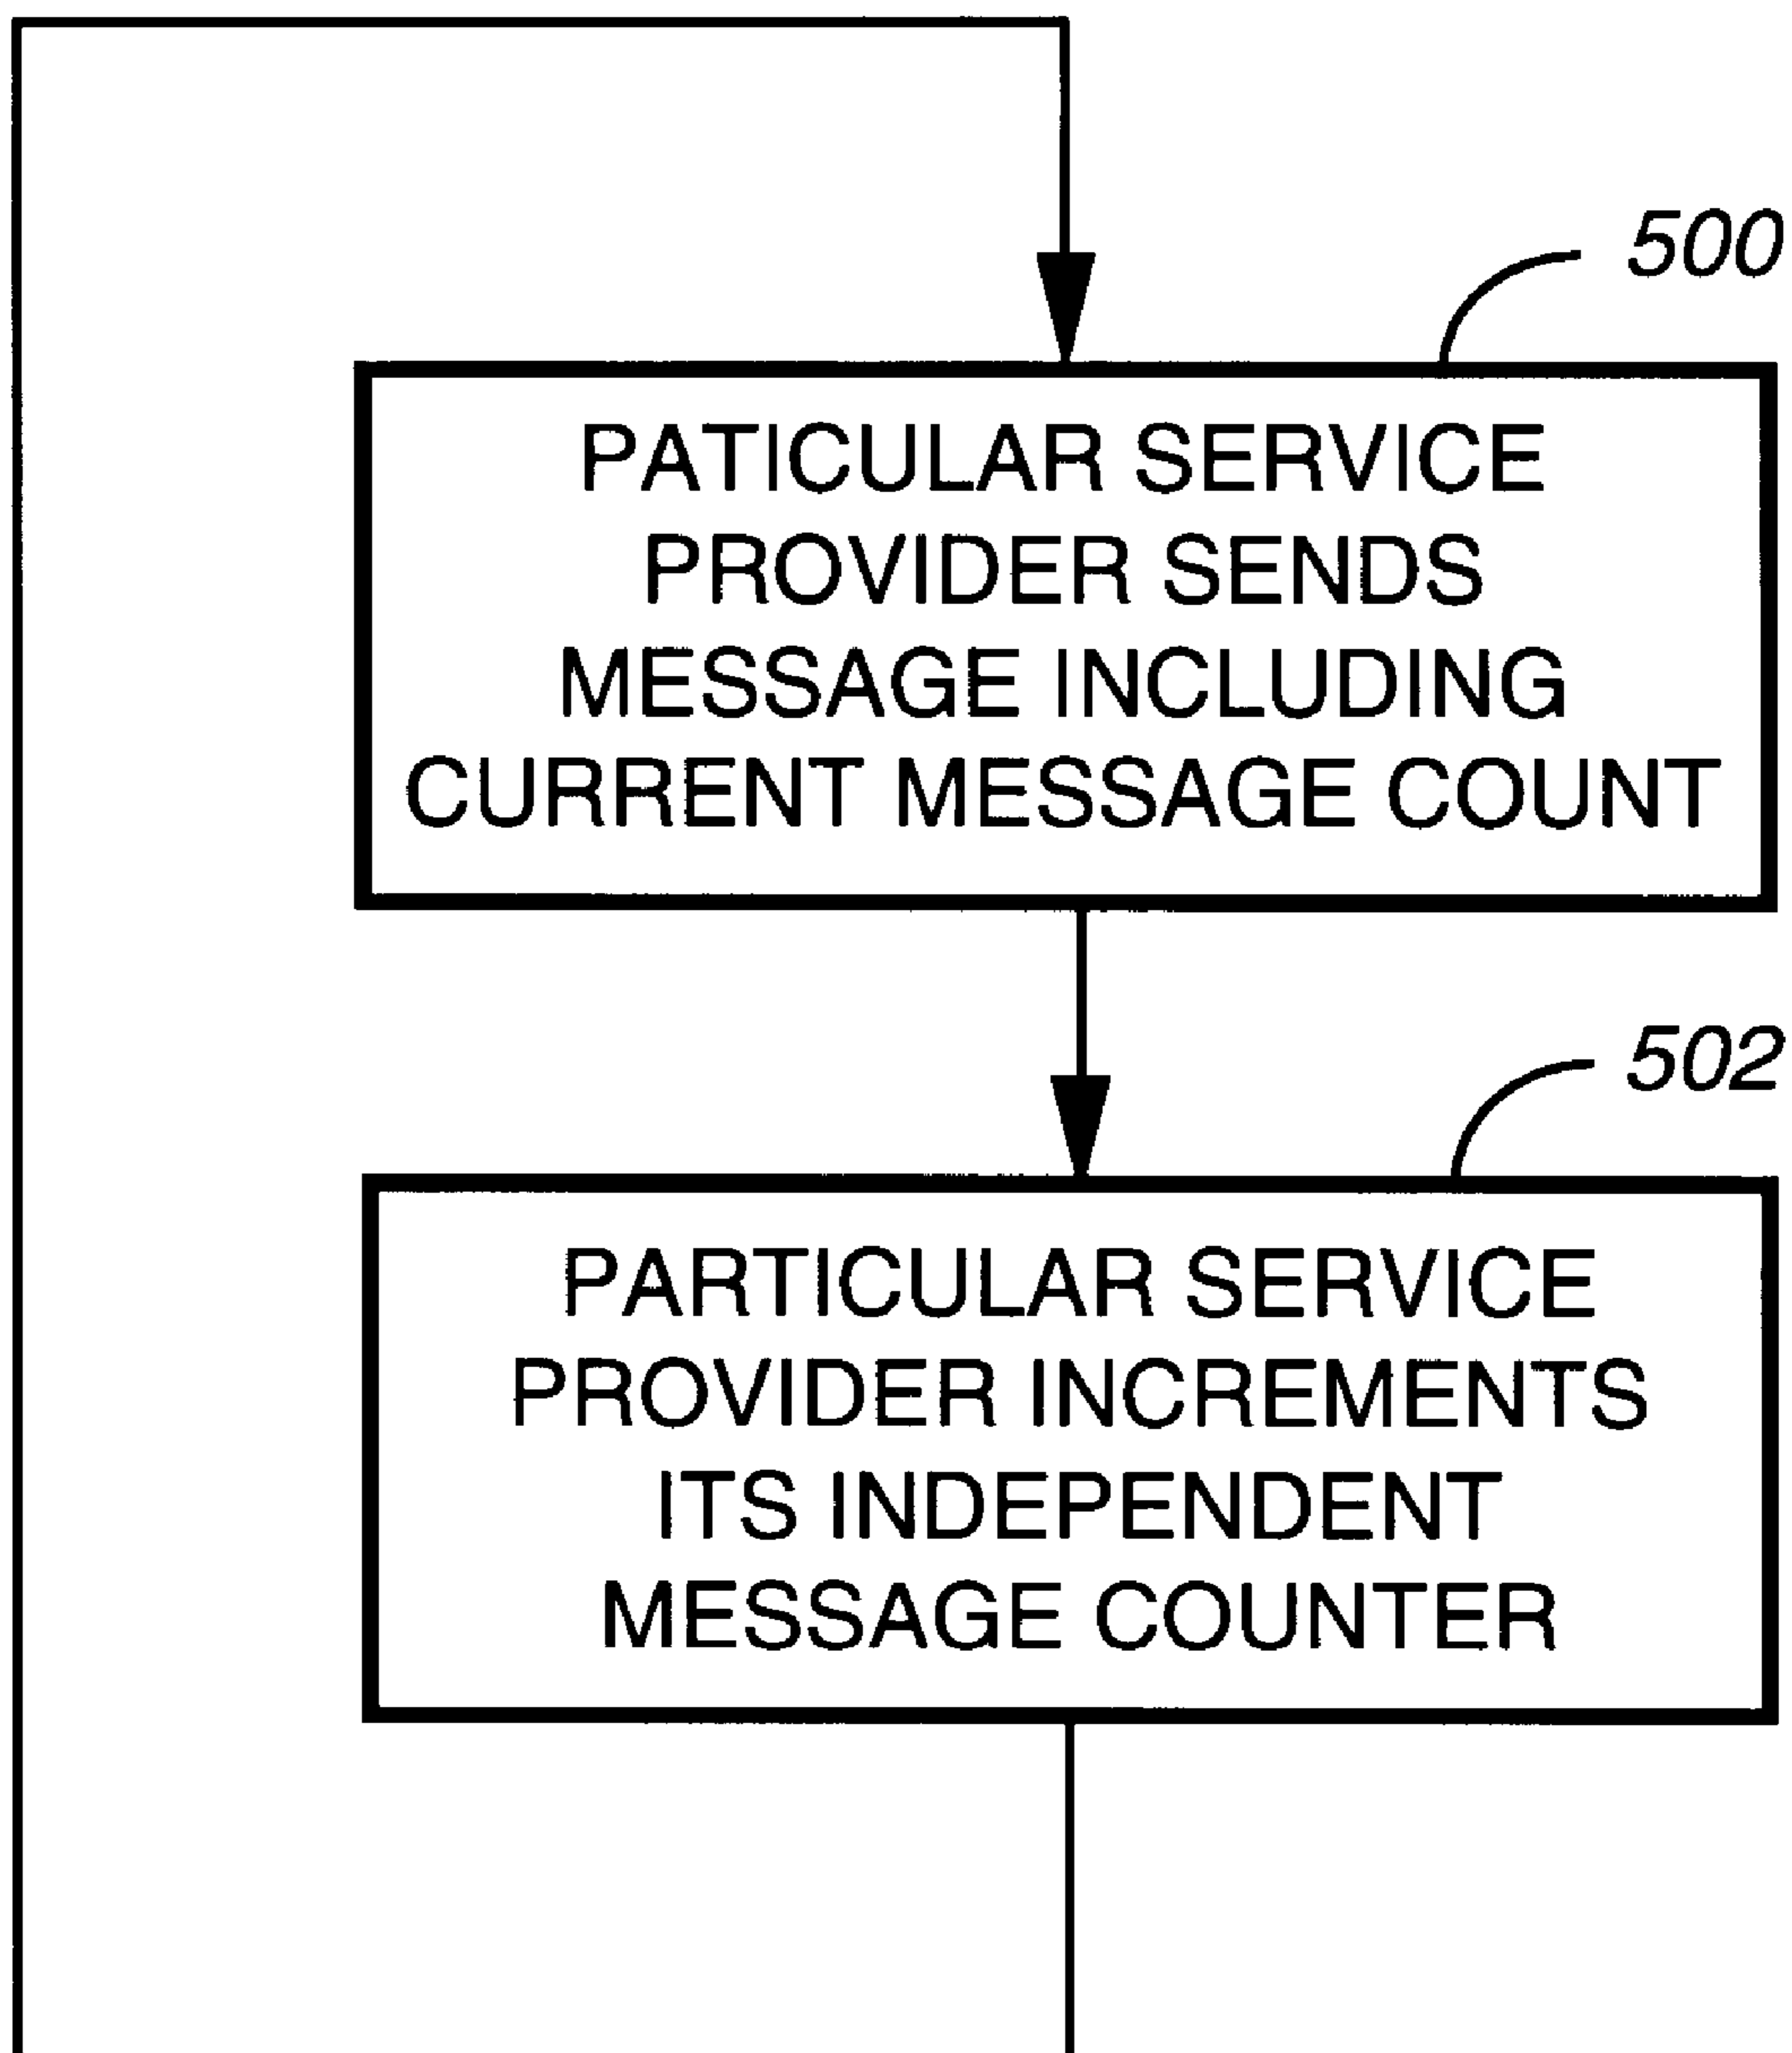 500
PATICULAR SERVICE
PROVIDER SENDS
MESSAGE INCLUDING
CURRENT MESSAGE COUNT
502
PARTICULAR SERVICE
PROVIDER INCREMENTS
ITS INDEPENDENT
MESSAGE COUNTER